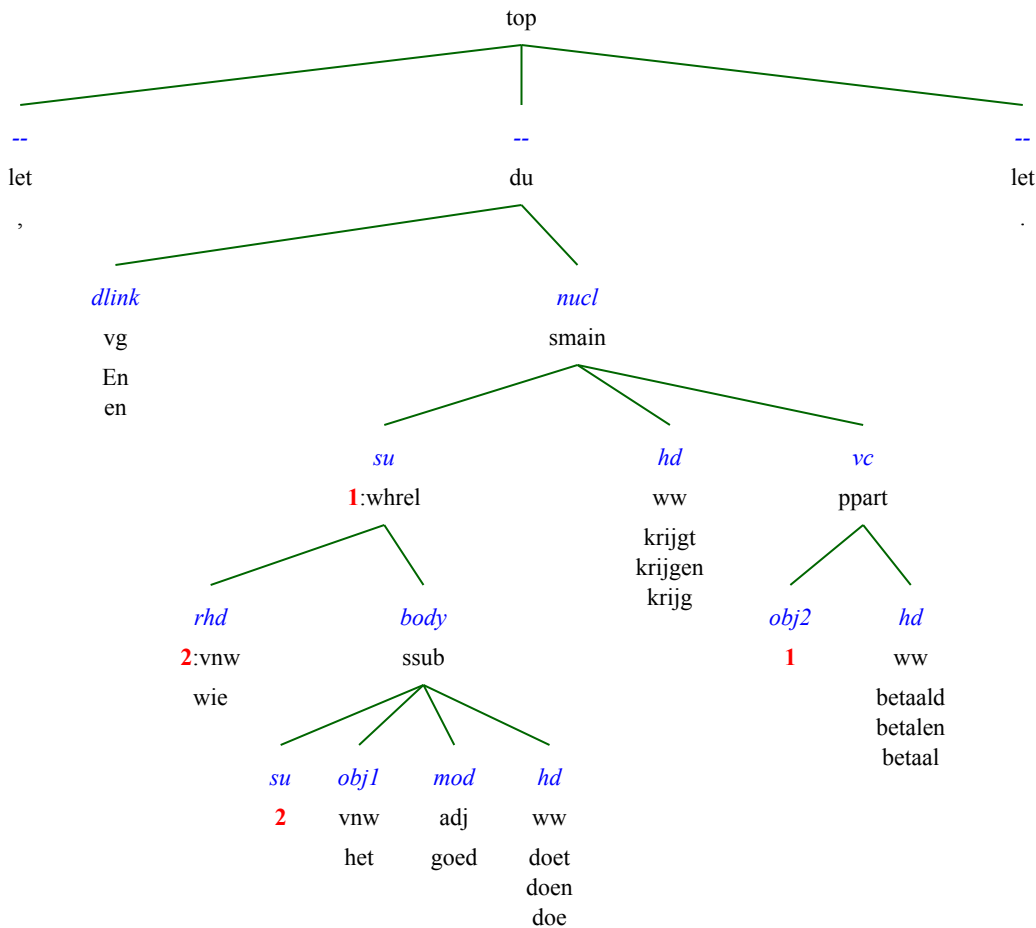 top
-- -- --
let du let
, .
dlink nucl
vg smain
En
en
su hd vc
1:whrel ww ppart
krijgt
krijgen
krijg
rhd body obj2 hd
2:vnw ssub 1 ww
wie betaald
betalen
betaal
su obj1 mod hd
2 vnw adj ww
het goed doet
doen
doe